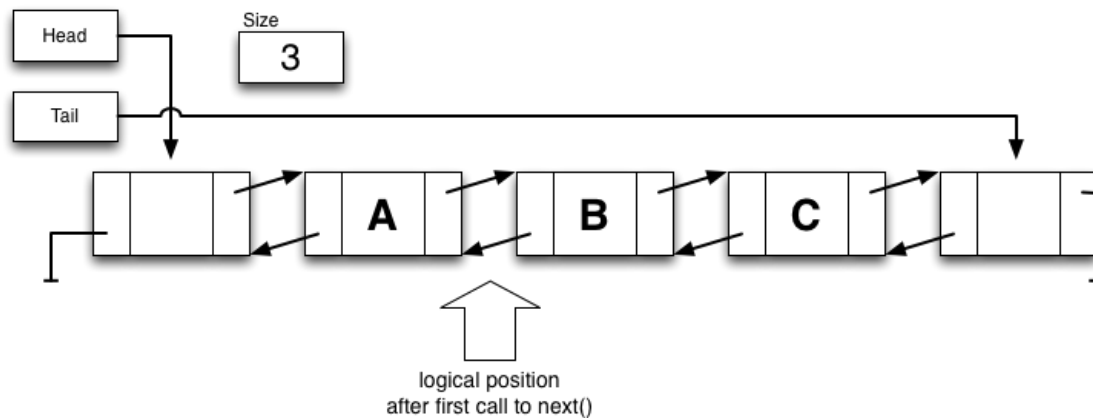 Head
Size
3
Tail
A
B
C
logical position
after first call to next()